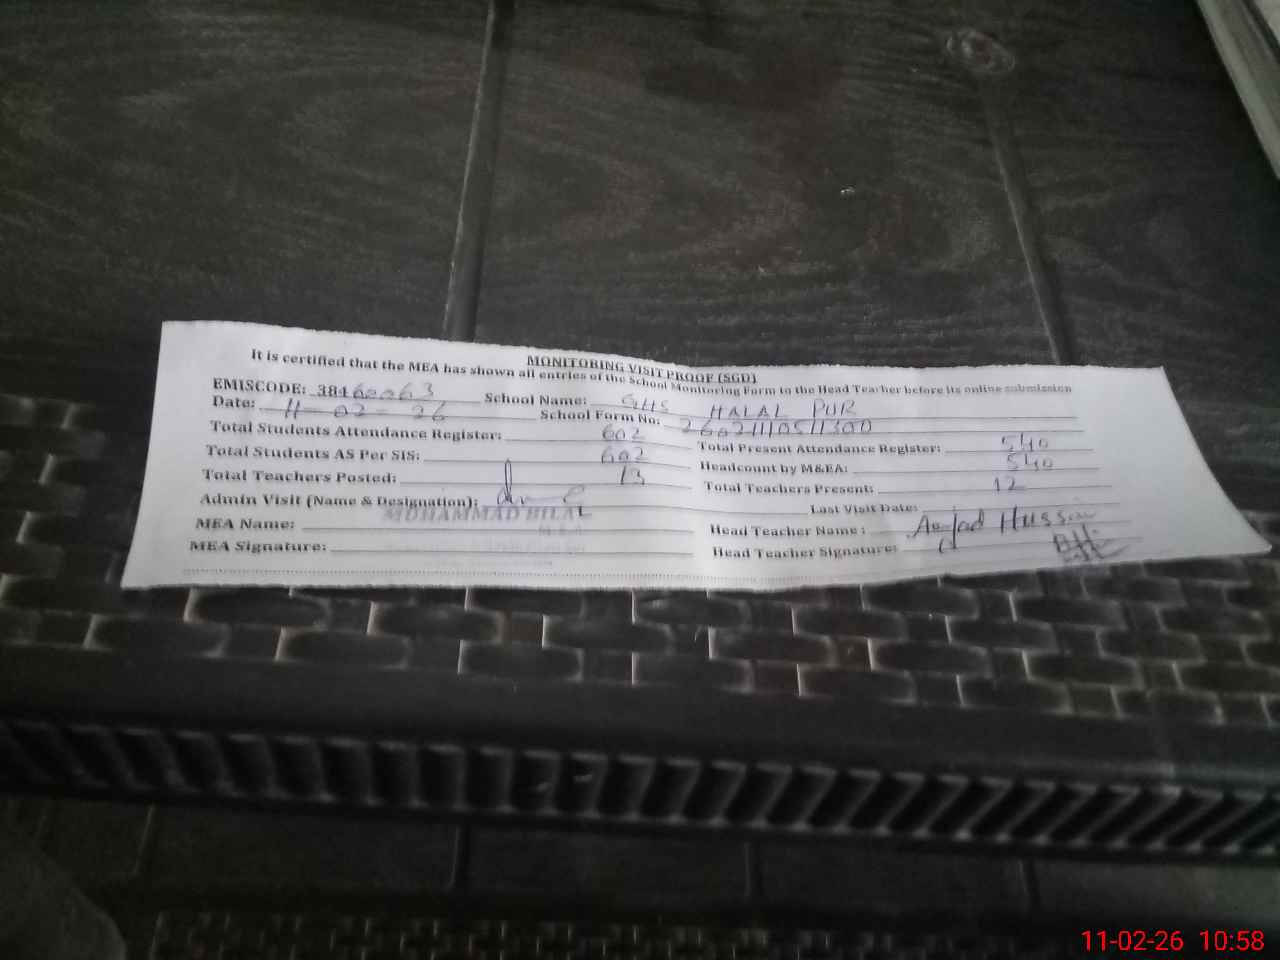 MONITORING VISIT PROOF (SGD)
It is certified that the MEA has shown all entries of the School Monitoring Form to the Head Teacher before its online submission
EMISCODE: 38460063 School Name: GHS HALAL PUR
Date: 11-02-26 School Form No: 2602111051130D
Total Students Attendance Register: 602 Total Present Attendance Register: 540
Total Students AS Per SIS: 602 Headcount by M&EA: 540
Total Teachers Posted: 13 Total Teachers Present: 12
Admin Visit (Name & Designation): Last Visit Date:
MUHAMMAD BILAL
MEA Name: Head Teacher Name: Amjad Hussain
MEA Signature: Head Teacher Signature:
11-02-26 10:58